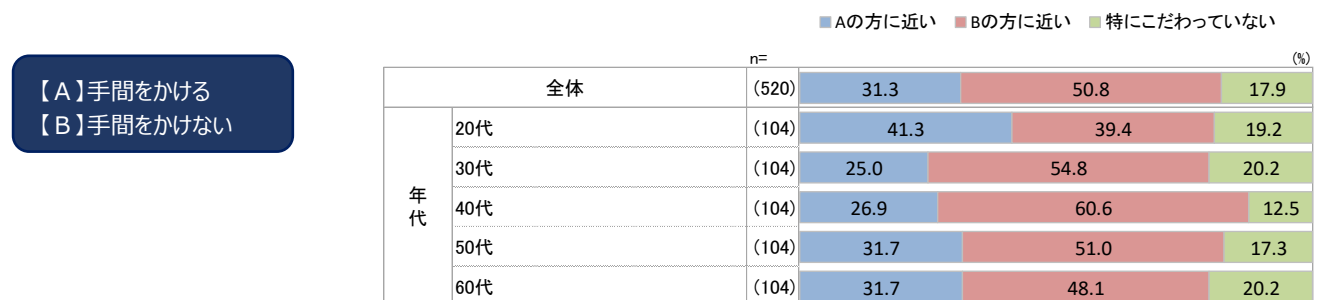 Aの方に近い Bの方に近い 特にこだわっていない
n= (%)
【A】手間をかける
【B】手間をかけない
全体 (520) 31.3 50.8 17.9
年代
20代 (104) 41.3 39.4 19.2
30代 (104) 25.0 54.8 20.2
40代 (104) 26.9 60.6 12.5
50代 (104) 31.7 51.0 17.3
60代 (104) 31.7 48.1 20.2